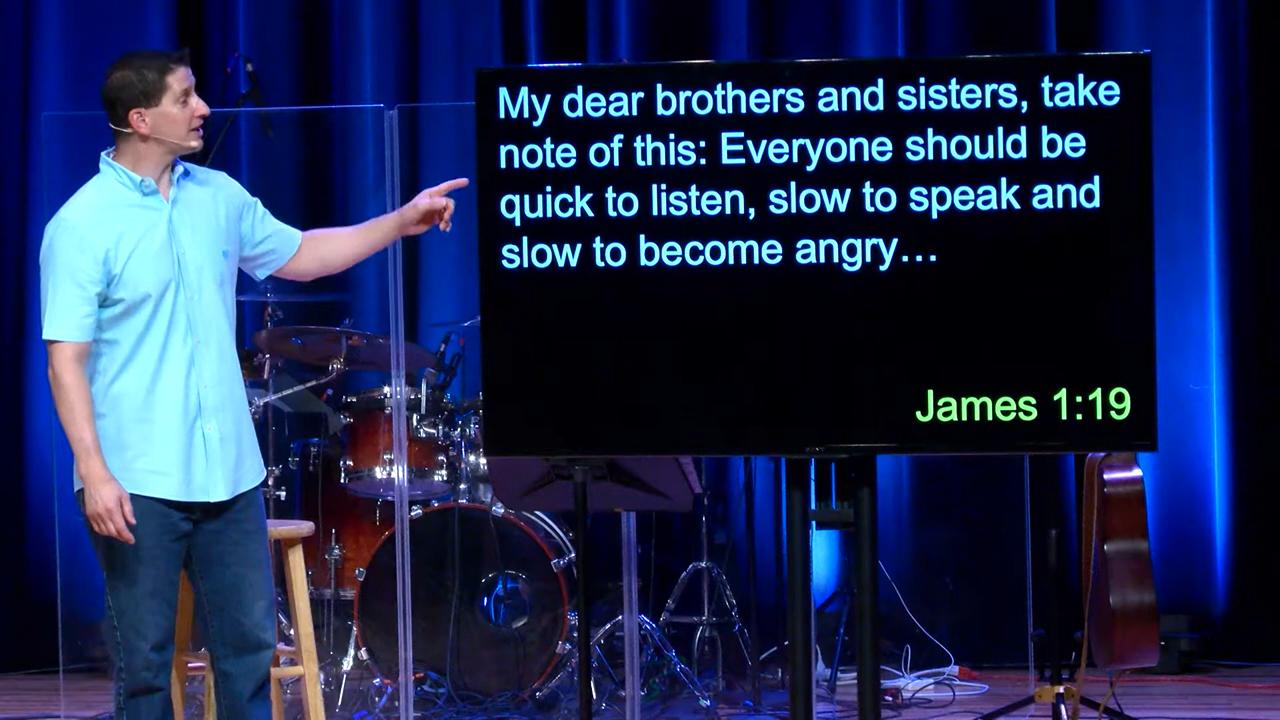 My dear brothers and sisters, take
note of this: Everyone should be
quick to listen, slow to speak and
slow to become angry…
James 1:19